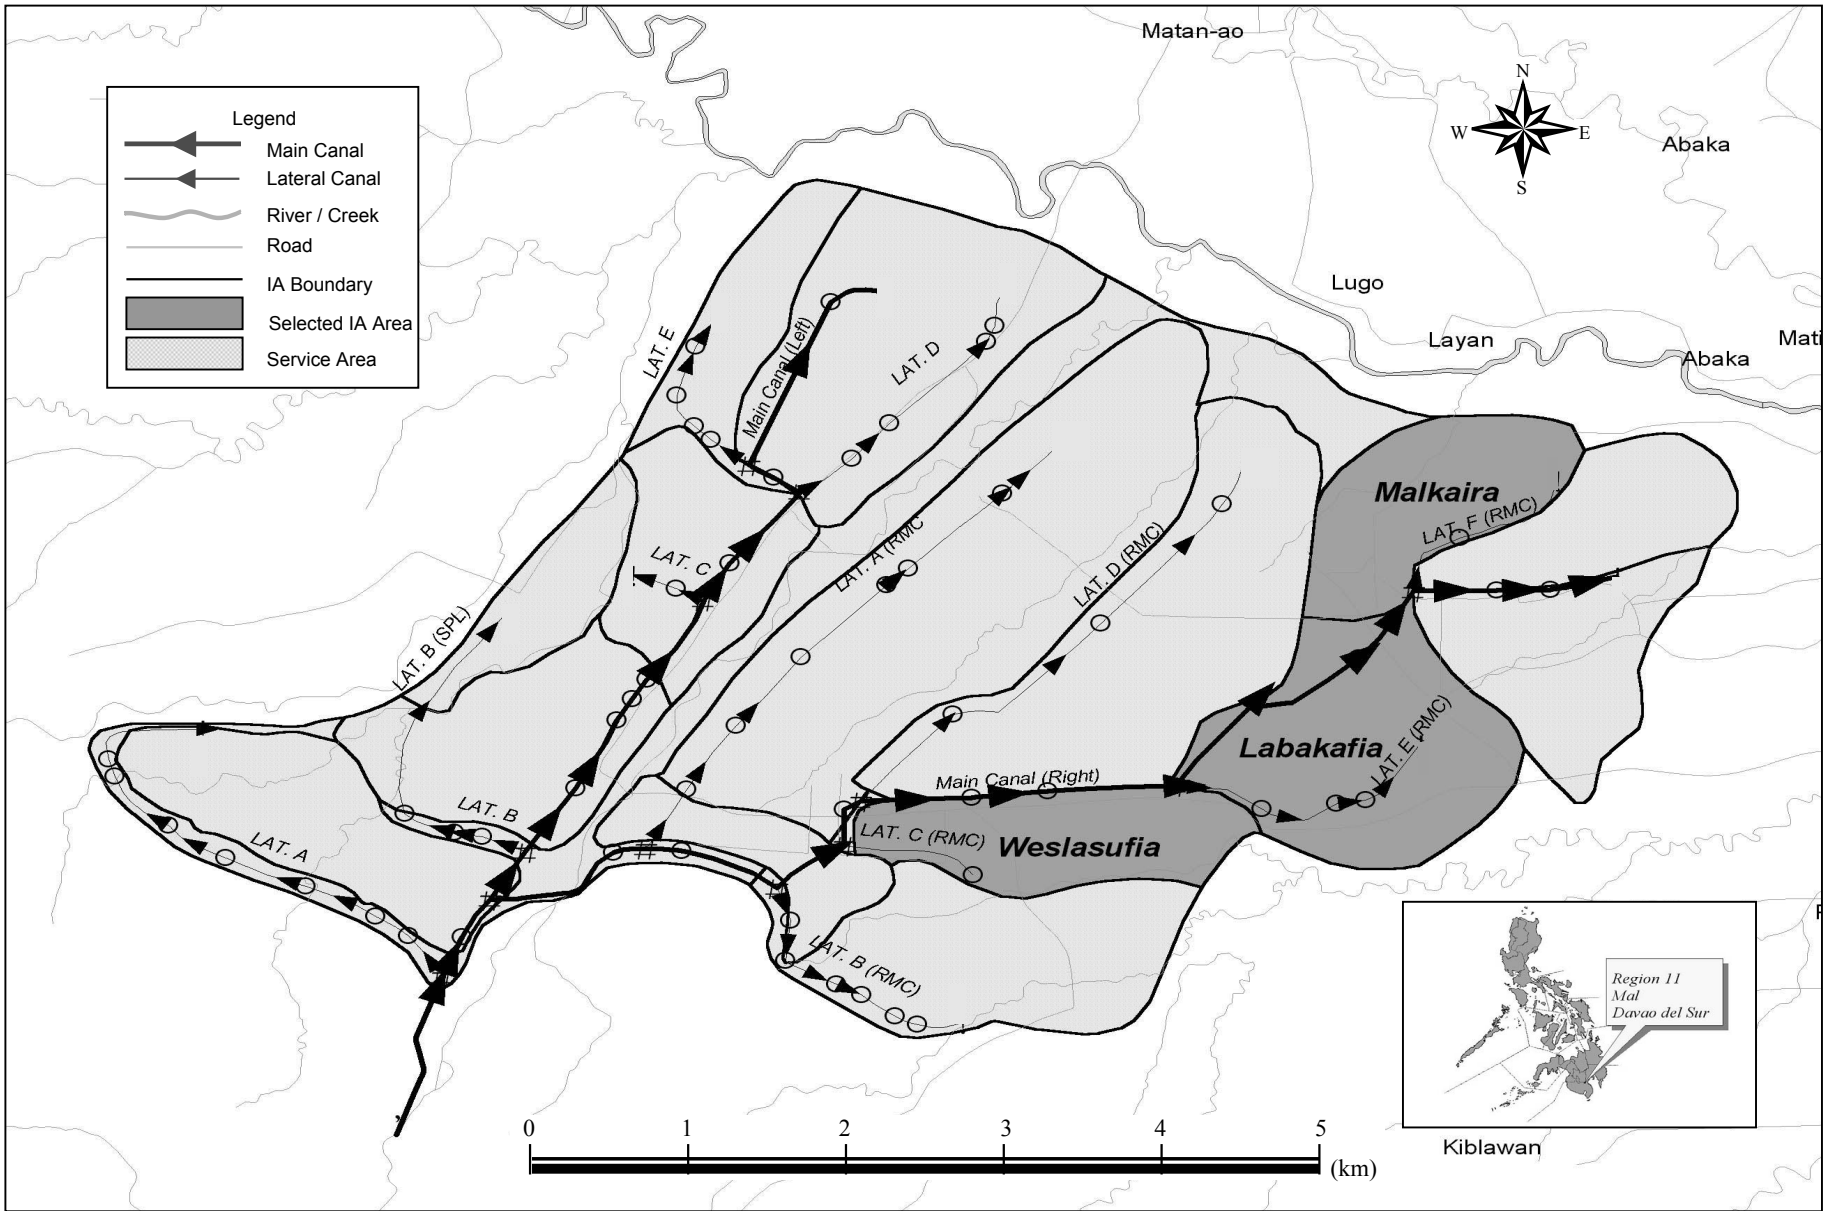 Matan-ao
N
W
E
S
Abaka
Legend
Main Canal
Lateral Canal
River / Creek
Road
IA Boundary
Selected IA Area
Service Area
Lugo
Layan
Abaka
Mati
LAT. E
Main Canal (Left)
LAT. D
Malkaira
LAT. F (RMC)
LAT. A (RMC
LAT. D (RMC)
LAT. C
LAT. B (SPL)
Labakafia
LAT. E (RMC)
Main Canal (Right)
LAT. B
LAT. A
LAT. C (RMC)
Weslasufia
LAT. B (RMC)
Region 11
Mal
Davao del Sur
0 1 2 3 4 5
(km)
Kiblawan